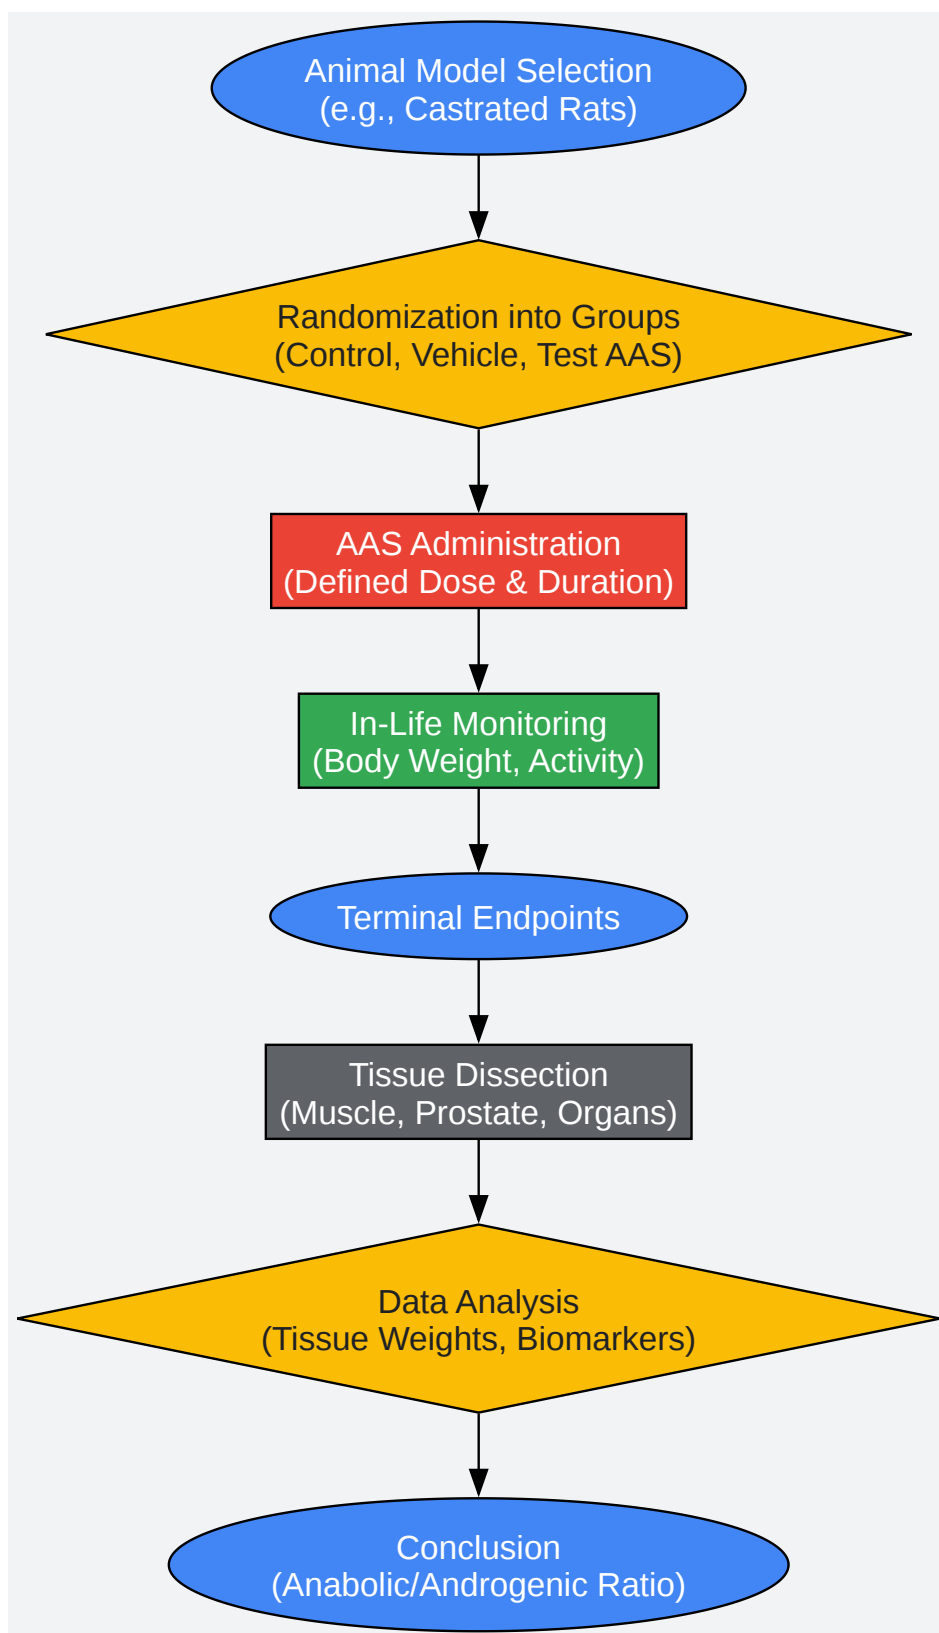 Animal Model Selection
(e.g., Castrated Rats)
Randomization into Groups
(Control, Vehicle, Test AAS)
AAS Administration
(Defined Dose & Duration)
In-Life Monitoring
(Body Weight, Activity)
Terminal Endpoints
Tissue Dissection
(Muscle, Prostate, Organs)
Data Analysis
(Tissue Weights, Biomarkers)
Conclusion
(Anabolic/Androgenic Ratio)